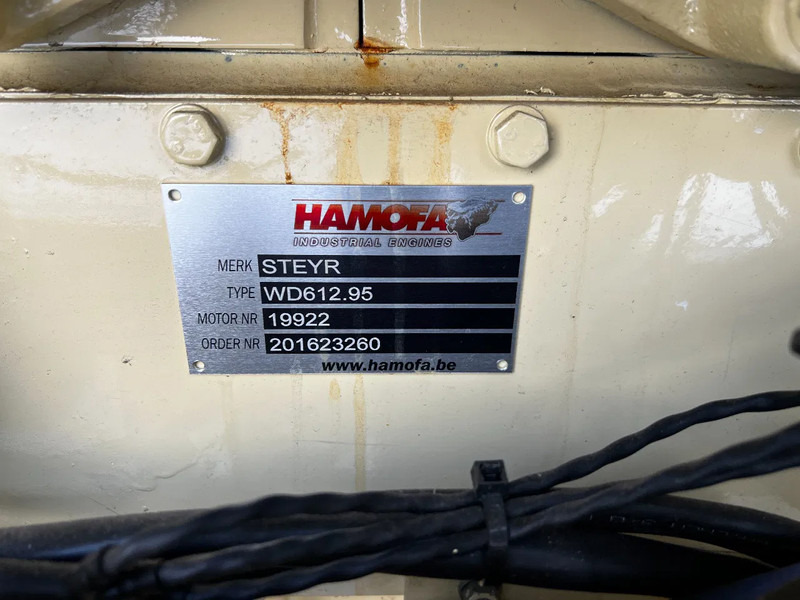 HAMOFA
INDUSTRIAL ENGINES
MERK STEYR
TYPE WD612.95
MOTOR NR 19922
ORDER NR 201623260
www.hamofa.be